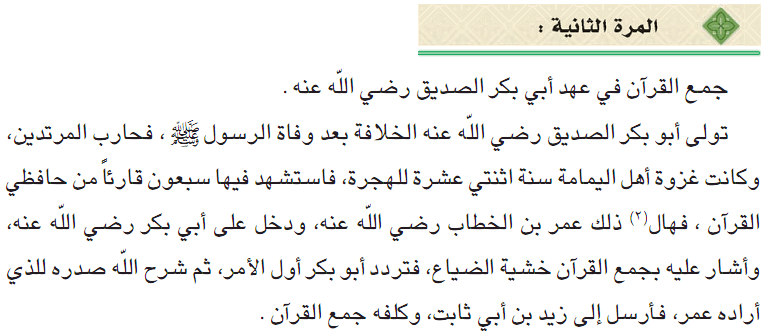 المرة الثانية :
جمع القرآن في عهد أبي بكر الصديق رضي الله عنه .
تولى أبو بكر الصديق رضي الله عنه الخلافة بعد وفاة الرسول ﷺ ، فحارب المرتدين،
وكانت غزوة أهل اليمامة سنة اثنتي عشرة للهجرة، فاستشهد فيها سبعون قارئاً من حافظي
القرآن ، فهال(٢) ذلك عمر بن الخطاب رضي الله عنه، ودخل على أبي بكر رضي الله عنه،
وأشار عليه بجمع القرآن خشية الضياع، فتردد أبو بكر أول الأمر، ثم شرح الله صدره للذي
أراده عمر، فأرسل إلى زيد بن أبي ثابت، وكلفه جمع القرآن .